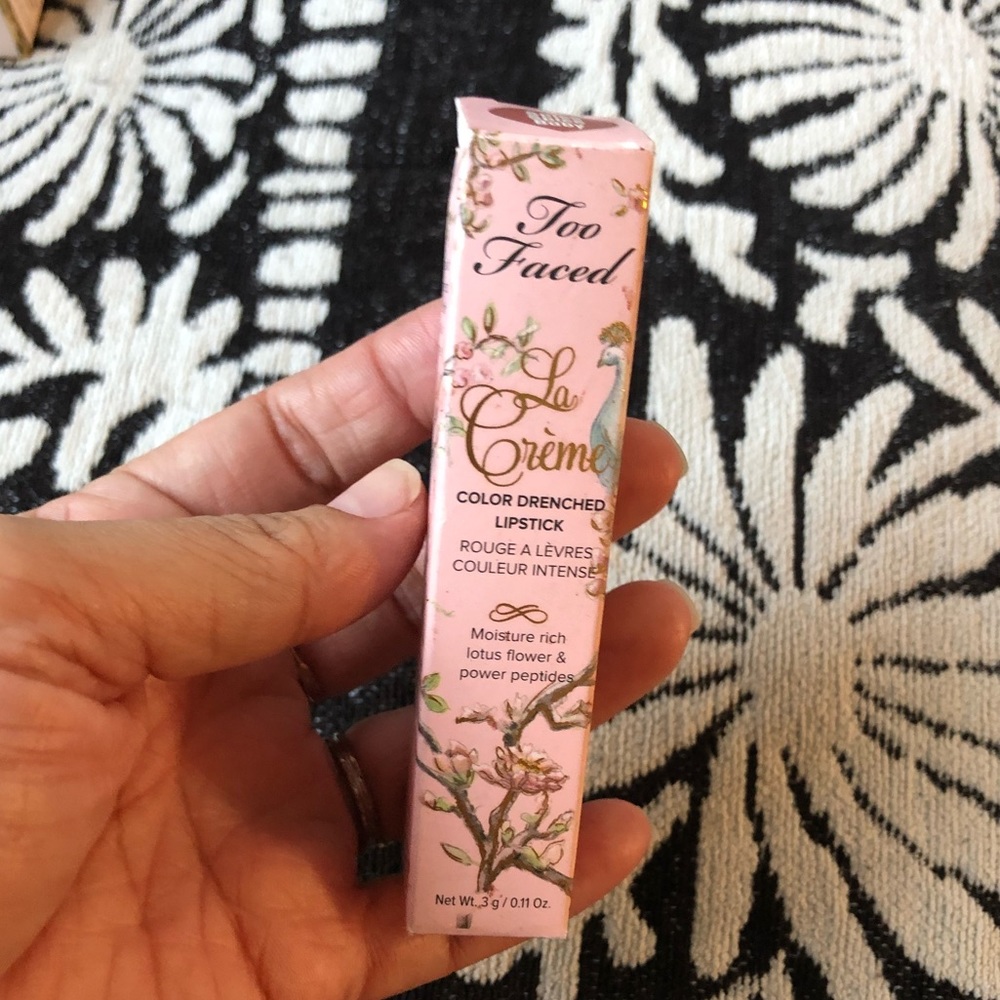 Too
Faced
La
Crème
COLOR DRENCHED
LIPSTICK
ROUGE A LÈVRES
COULEUR INTENSE
Moisture rich
lotus flower &
power peptides
Net Wt. 3 g / 0.11 Oz.